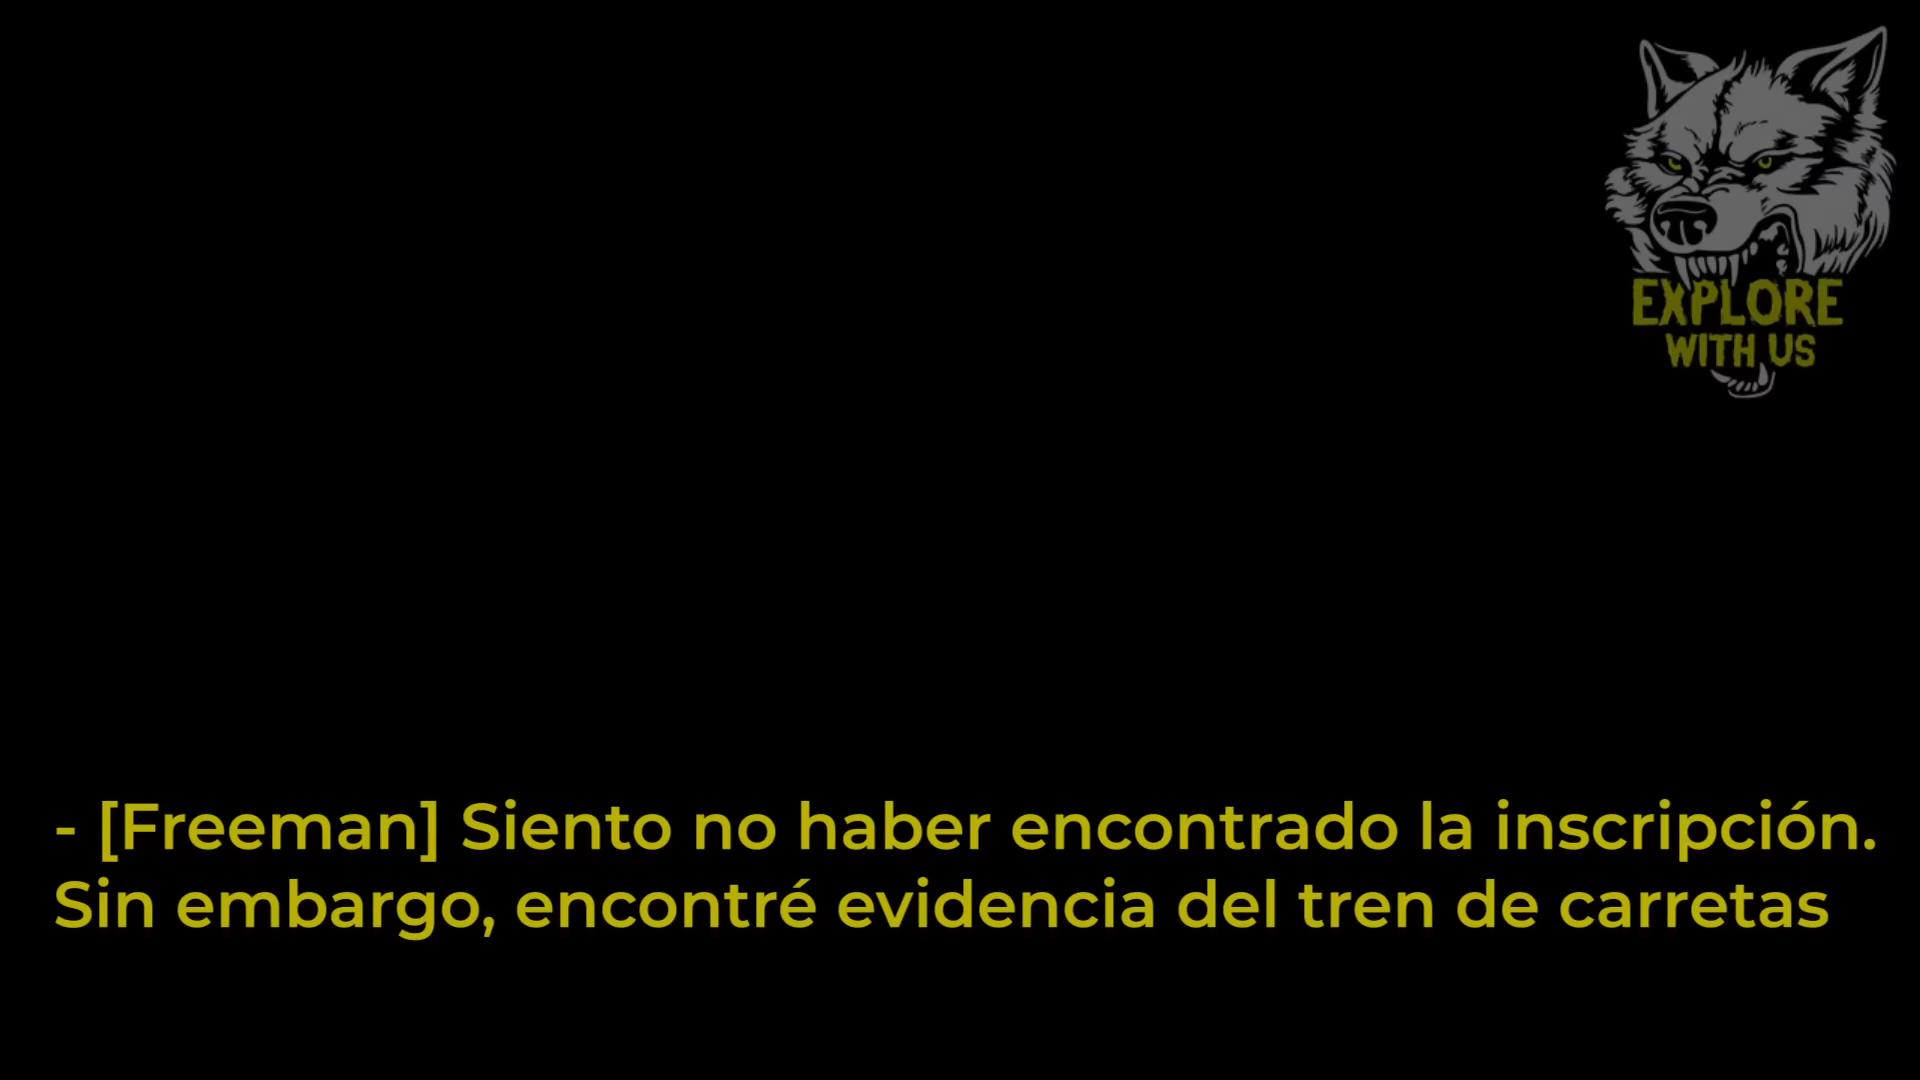 EXPLORE
WITH US
- [Freeman] Siento no haber encontrado la inscripción.
Sin embargo, encontré evidencia del tren de carretas